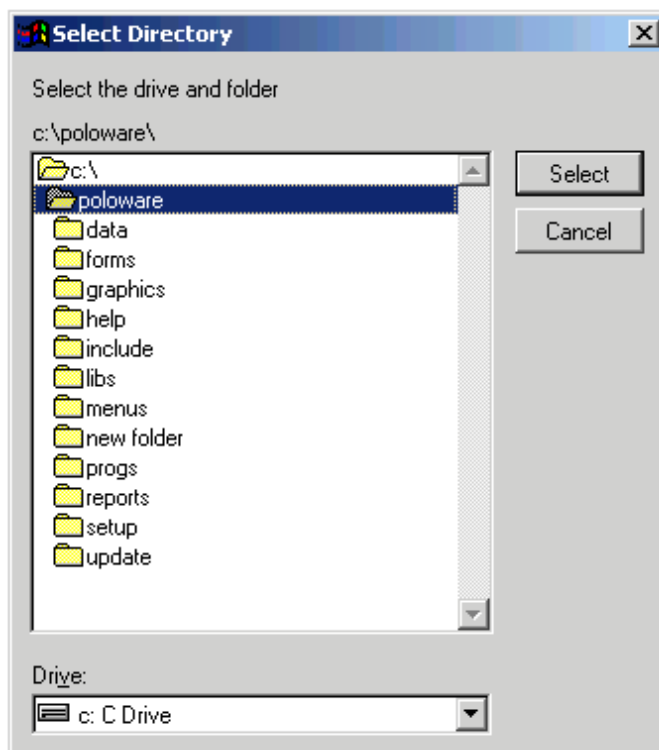 Select Directory
Select the drive and folder
c:\poloware\
c:\
Select
poloware
Cancel
data
forms
graphics
help
include
libs
menus
new folder
progs
reports
setup
update
Drive:
c: C Drive